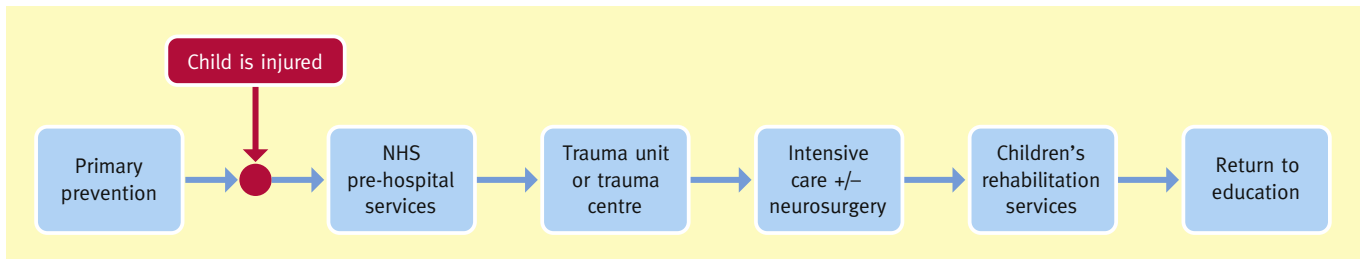 Child is injured
Primary
prevention
NHS
pre-hospital
services
Trauma unit
or trauma
centre
Intensive
care +/–
neurosurgery
Children’s
rehabilitation
services
Return to
education